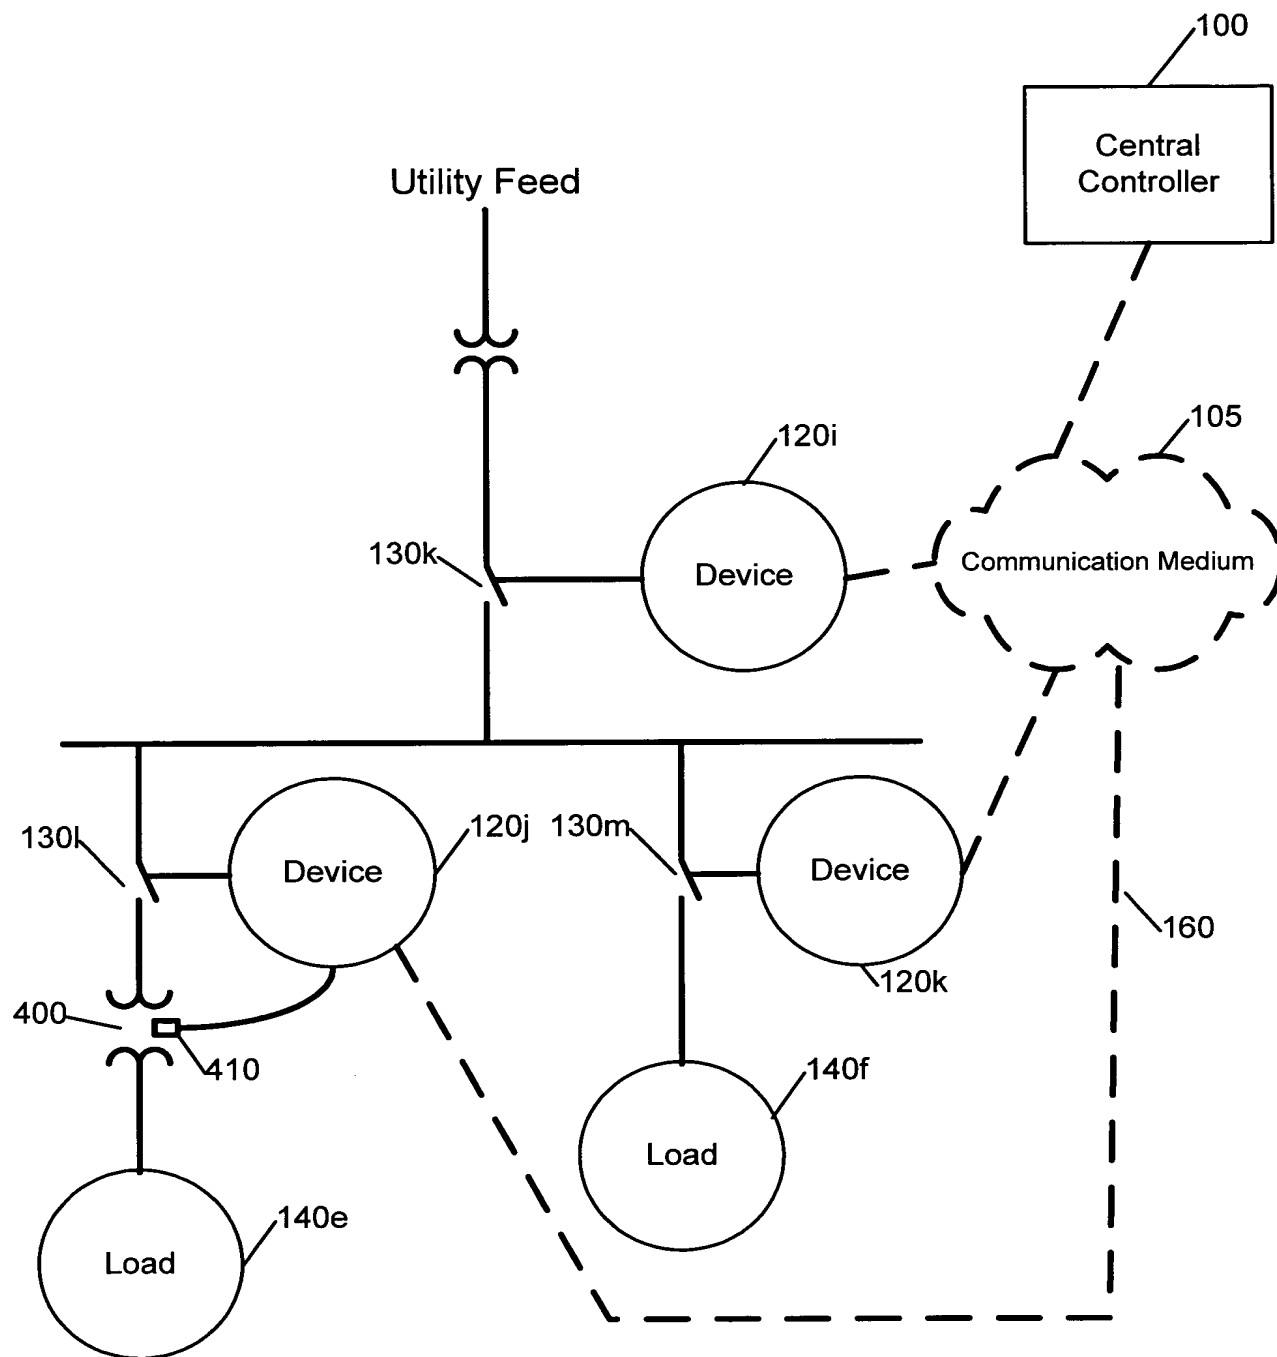 100
Central
Controller
Utility Feed
105
120i
130k
Device
Communication Medium
130l
Device
120j
130m
Device
160
120k
400
410
140f
Load
140e
Load